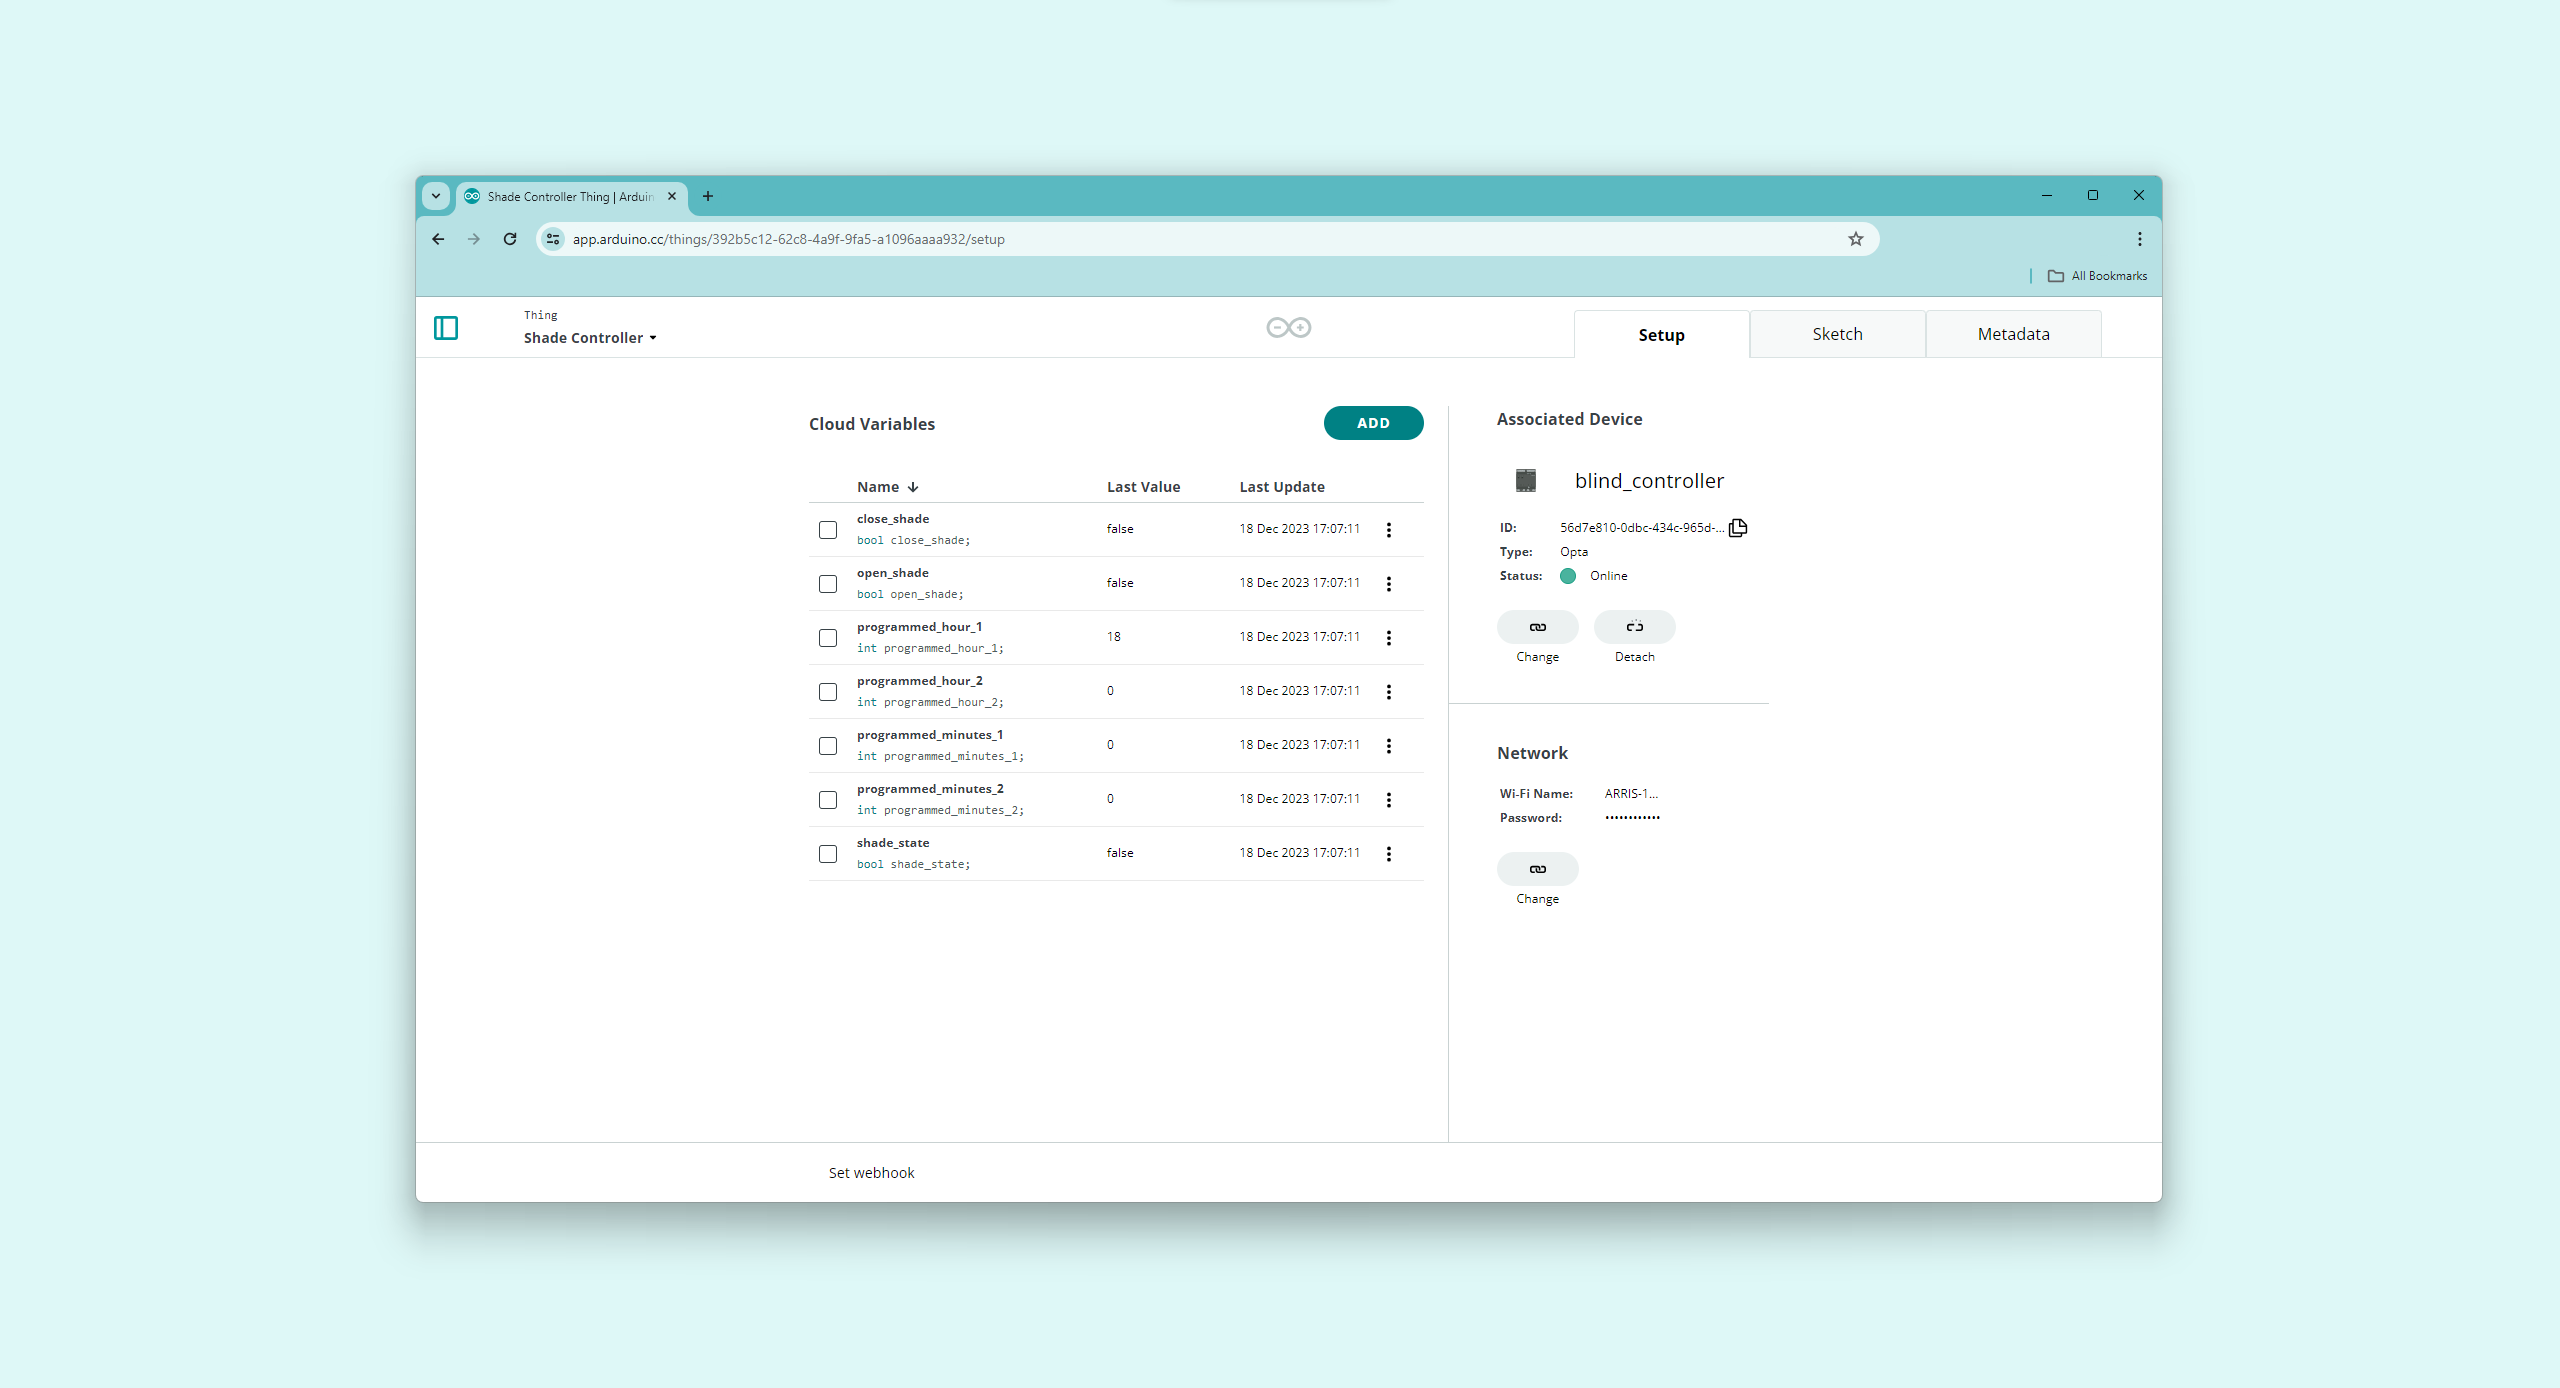 Shade Controller Thing | Arduin
app.arduino.cc/things/392b5c12-62c8-4a9f-9fa5-a1096aaaa932/setup
All Bookmarks
Thing
Shade Controller
Setup
Sketch
Metadata
Cloud Variables
ADD
Name Last Value Last Update
close_shade
bool close_shade;
false
18 Dec 2023 17:07:11
open_shade
bool open_shade;
false
18 Dec 2023 17:07:11
programmed_hour_1
int programmed_hour_1;
18
18 Dec 2023 17:07:11
programmed_hour_2
int programmed_hour_2;
0
18 Dec 2023 17:07:11
programmed_minutes_1
int programmed_minutes_1;
0
18 Dec 2023 17:07:11
programmed_minutes_2
int programmed_minutes_2;
0
18 Dec 2023 17:07:11
shade_state
bool shade_state;
false
18 Dec 2023 17:07:11
Associated Device
blind_controller
ID: 56d7e810-0dbc-434c-965d-...
Type: Opta
Status: Online
Change
Detach
Network
Wi-Fi Name: ARRIS-1...
Password: ••••••••••••
Change
Set webhook